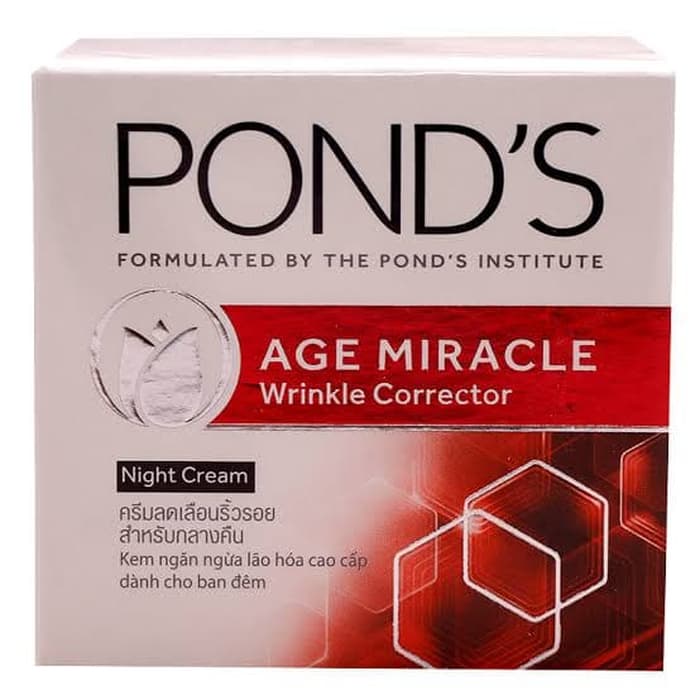 POND'S
FORMULATED BY THE POND'S INSTITUTE
AGE MIRACLE
Wrinkle Corrector
Night Cream
ครีมลดเลือนริ้วรอย
สำหรับกลางคืน
Kem ngăn ngừa lão hóa cao cấp
dành cho ban đêm